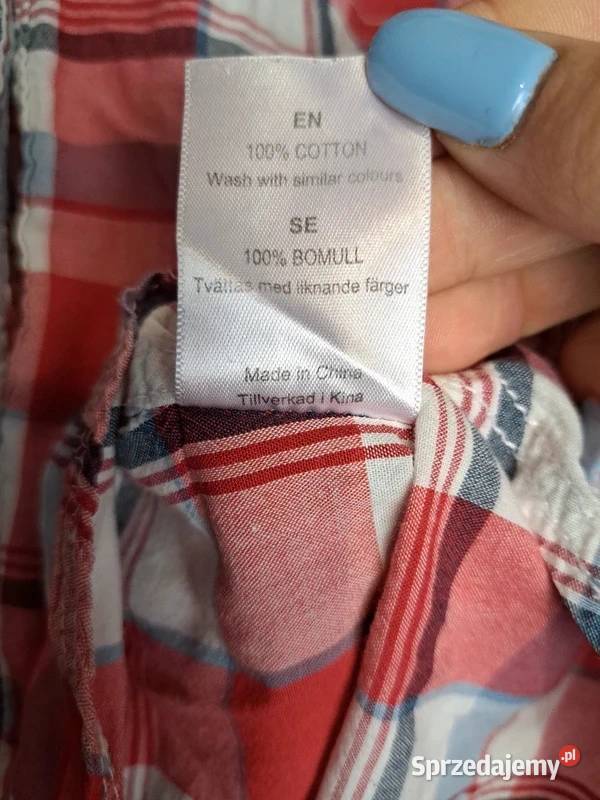 EN
100% COTTON
Wash with similar colours
SE
100% BOMULL
Tvättas med liknande färger
Made in China
Tillverkad i Kina
Sprzedajemy.pl